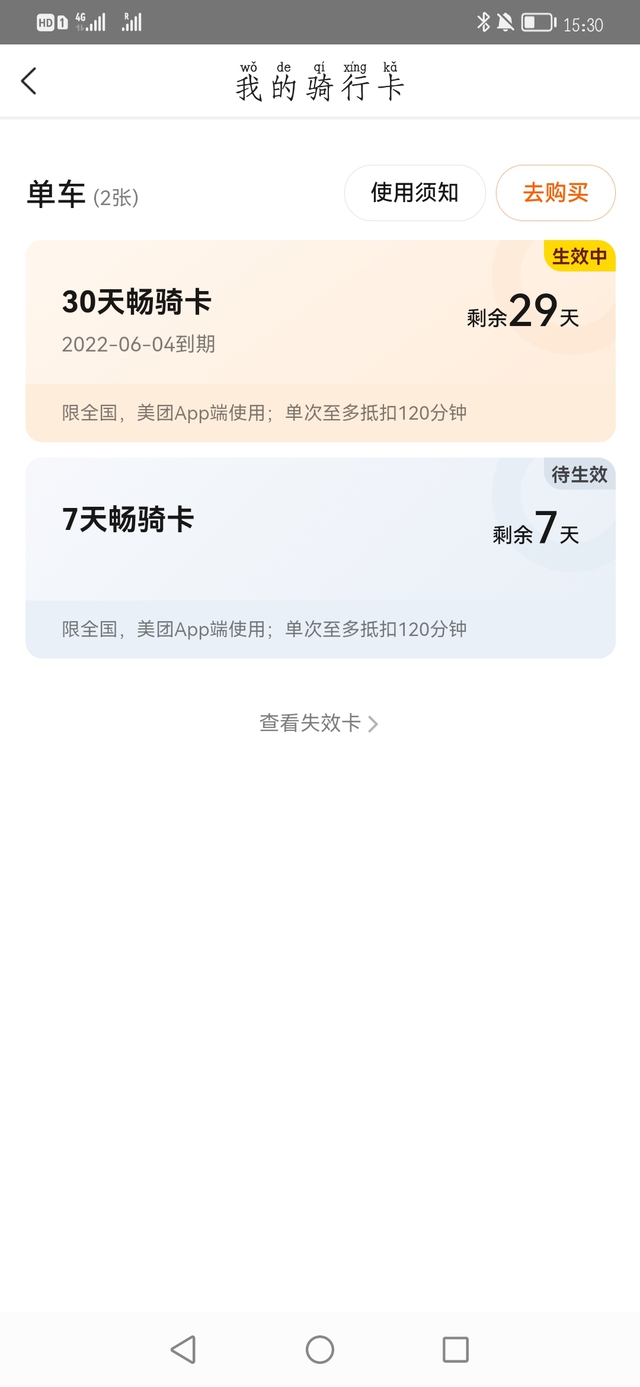 HD 1 4G R 15:30
wǒ de qí xíng kǎ
我的骑行卡
单车 (2张) 使用须知 去购买
生效中
30天畅骑卡 剩余29天
2022-06-04到期
限全国，美团App端使用；单次至多抵扣120分钟
待生效
7天畅骑卡 剩余7天
限全国，美团App端使用；单次至多抵扣120分钟
查看失效卡